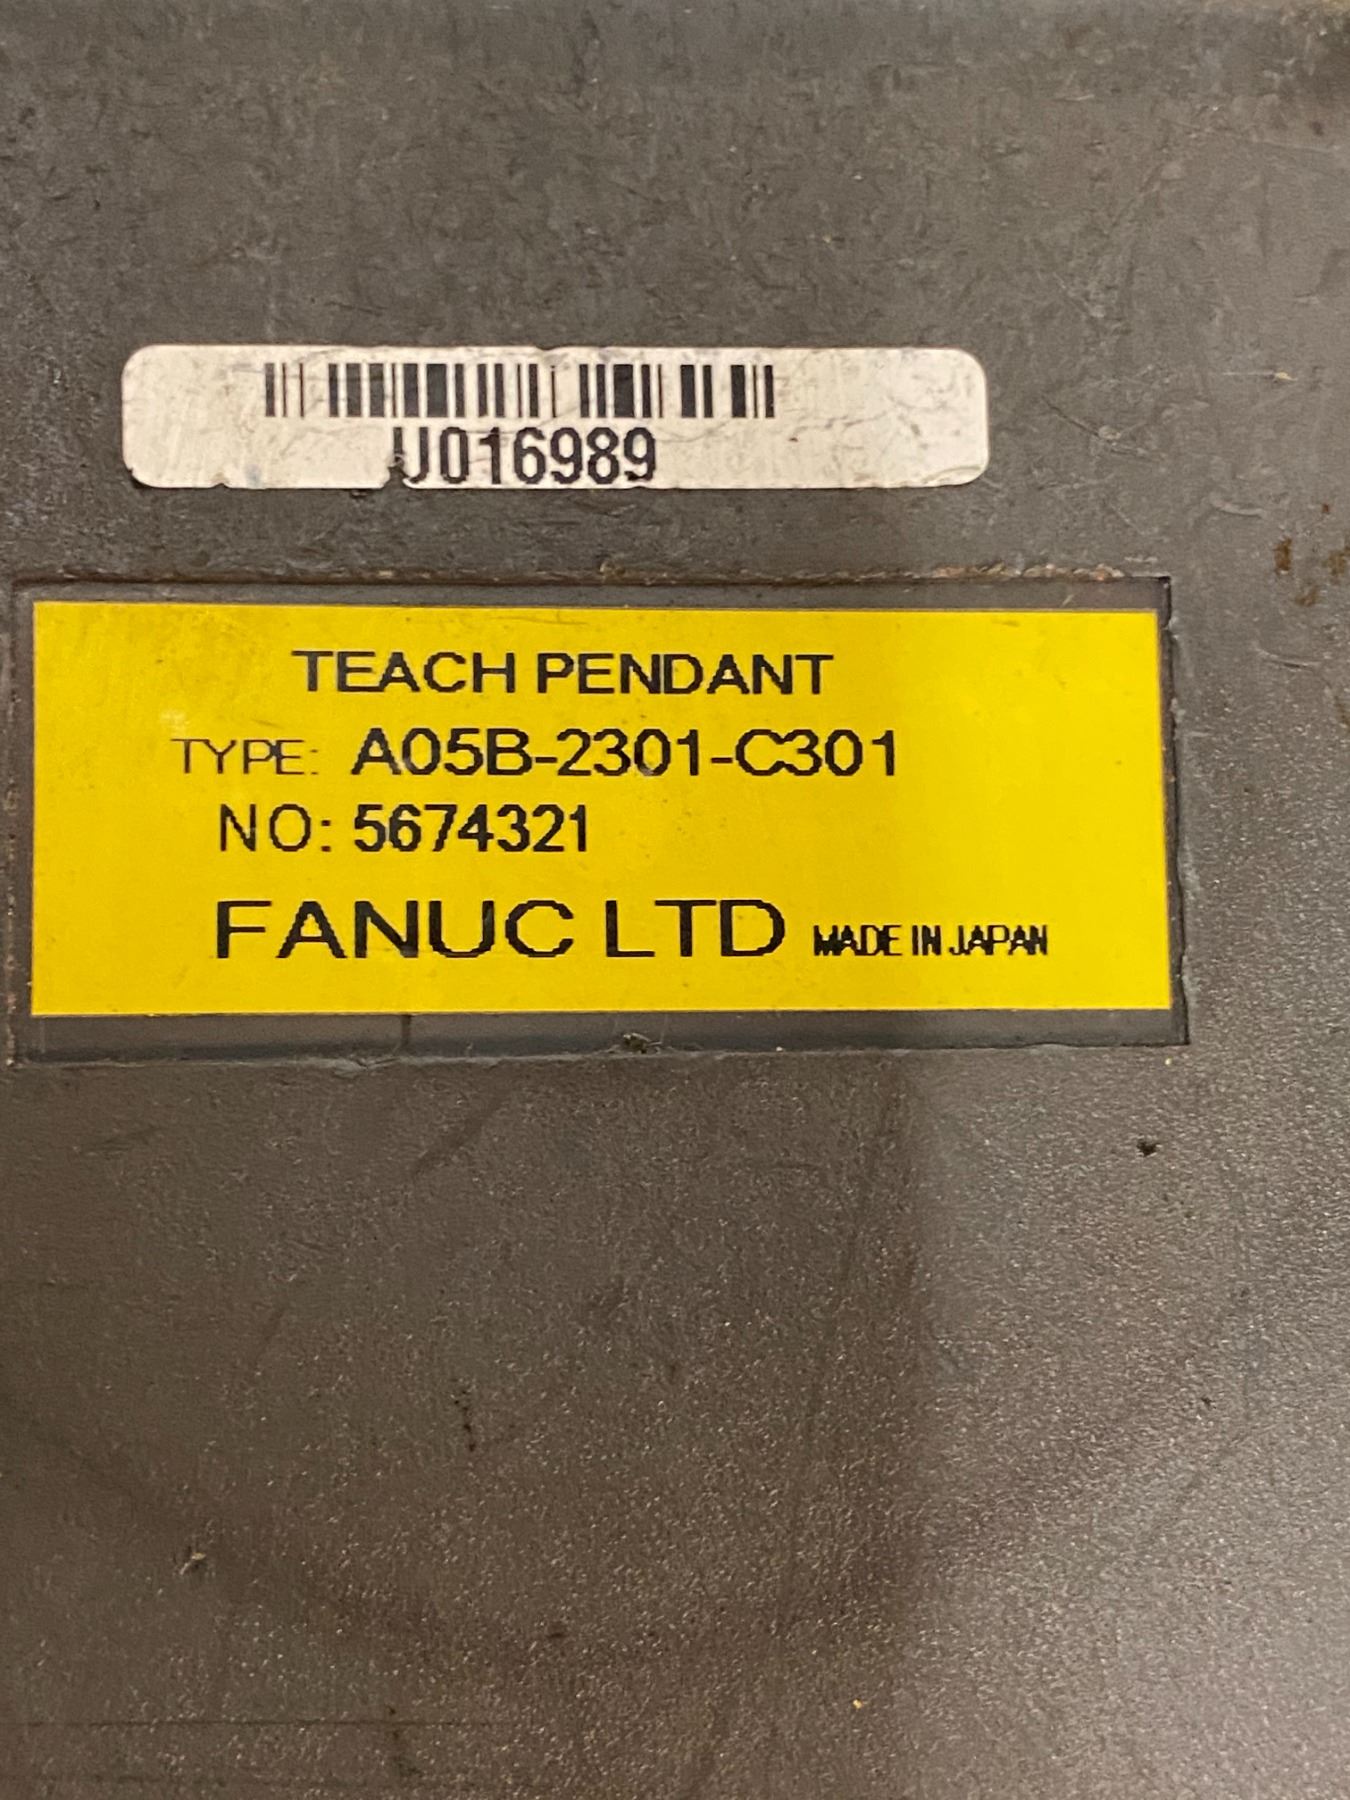 U016989
TEACH PENDANT
TYPE: A05B-2301-C301
NO: 5674321
FANUC LTD MADE IN JAPAN